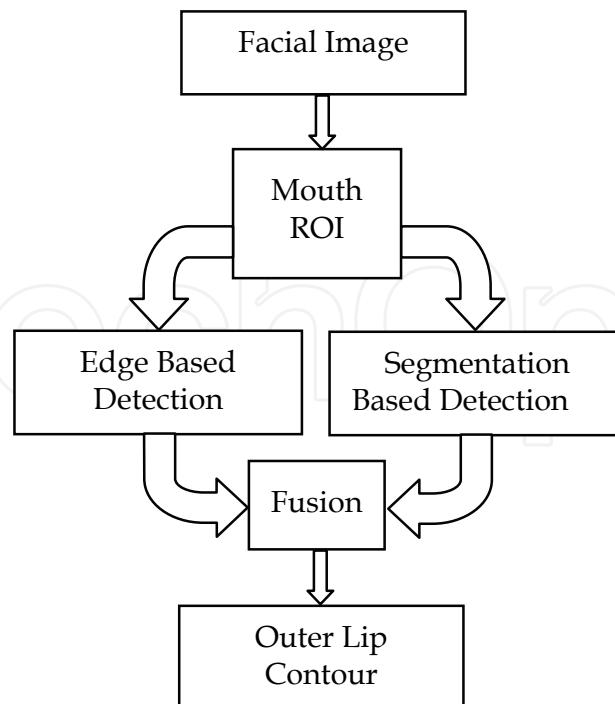 Facial Image
Mouth
ROI
Edge Based
Detection
Segmentation
Based Detection
Fusion
Outer Lip
Contour